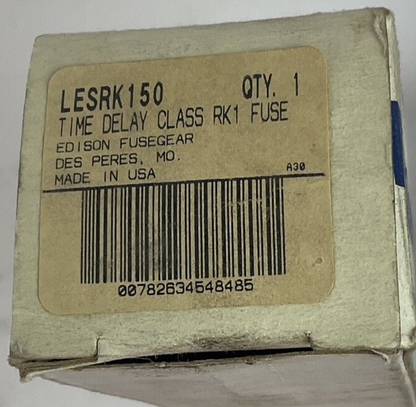 LESRK150 QTY. 1
TIME DELAY CLASS RK1 FUSE
EDISON FUSEGEAR
DES PERES, MO.
MADE IN USA A30
00782634548485